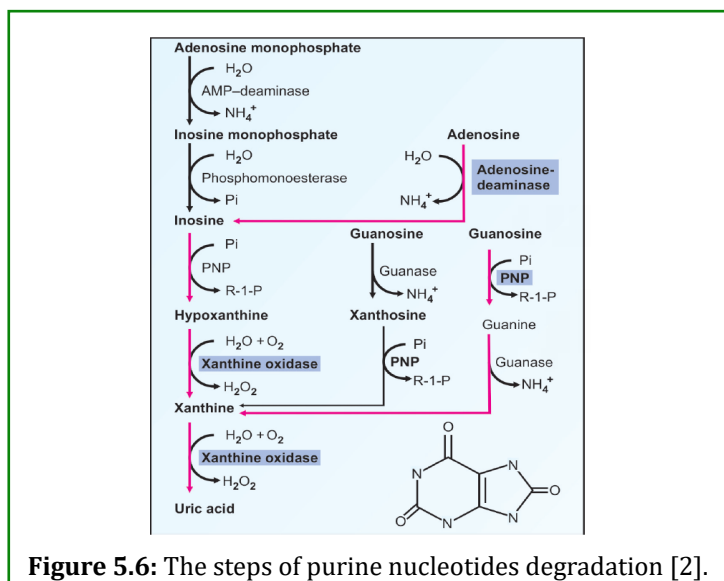 Adenosine monophosphate
H₂O
AMP–deaminase
NH₄⁺
Inosine monophosphate
H₂O
Phosphomonoesterase
Pi
Inosine
Pi
PNP
R-1-P
Hypoxanthine
H₂O + O₂
Xanthine oxidase
H₂O₂
Xanthine
H₂O + O₂
Xanthine oxidase
H₂O₂
Uric acid
Adenosine
H₂O
Adenosine-
deaminase
NH₄⁺
Guanosine
Guanase
NH₄⁺
Xanthosine
Pi
PNP
R-1-P
Guanosine
Pi
PNP
R-1-P
Guanine
Guanase
NH₄⁺
O
N
N
O
O
N
N
Figure 5.6: The steps of purine nucleotides degradation [2].